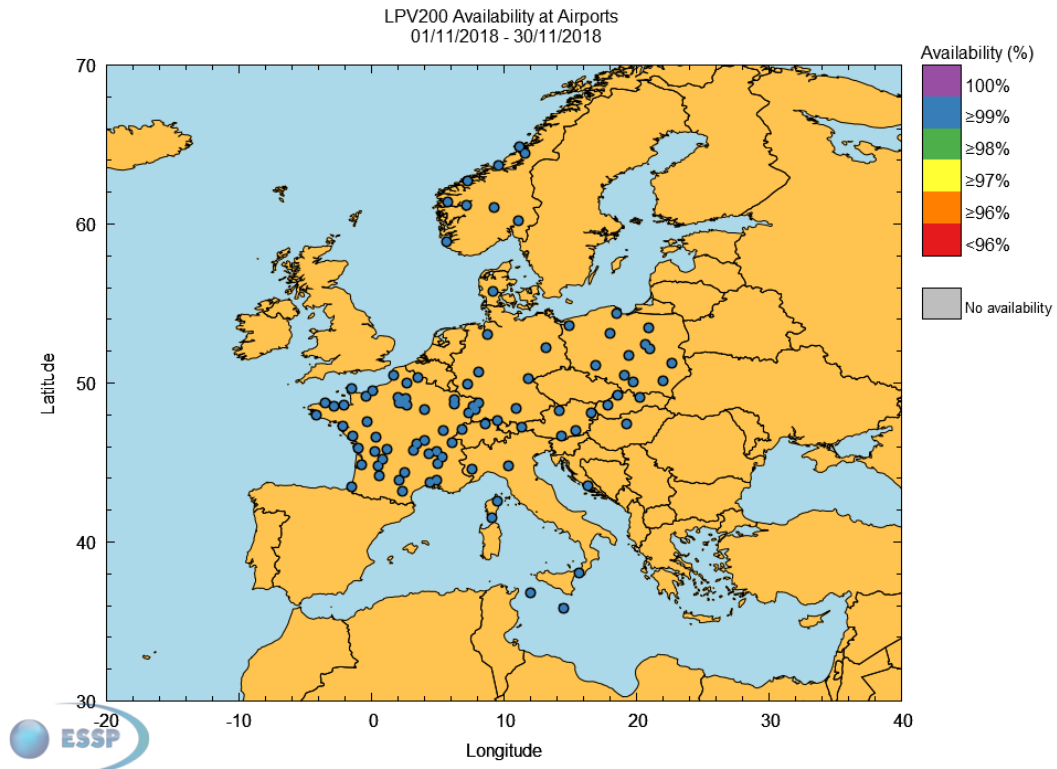 LPV200 Availability at Airports
01/11/2018 - 30/11/2018
Availability (%)
100%
≥99%
≥98%
≥97%
≥96%
<96%
No availability
70
60
50
40
30
Latitude
-20
-10
0
10
20
30
40
Longitude
ESSP